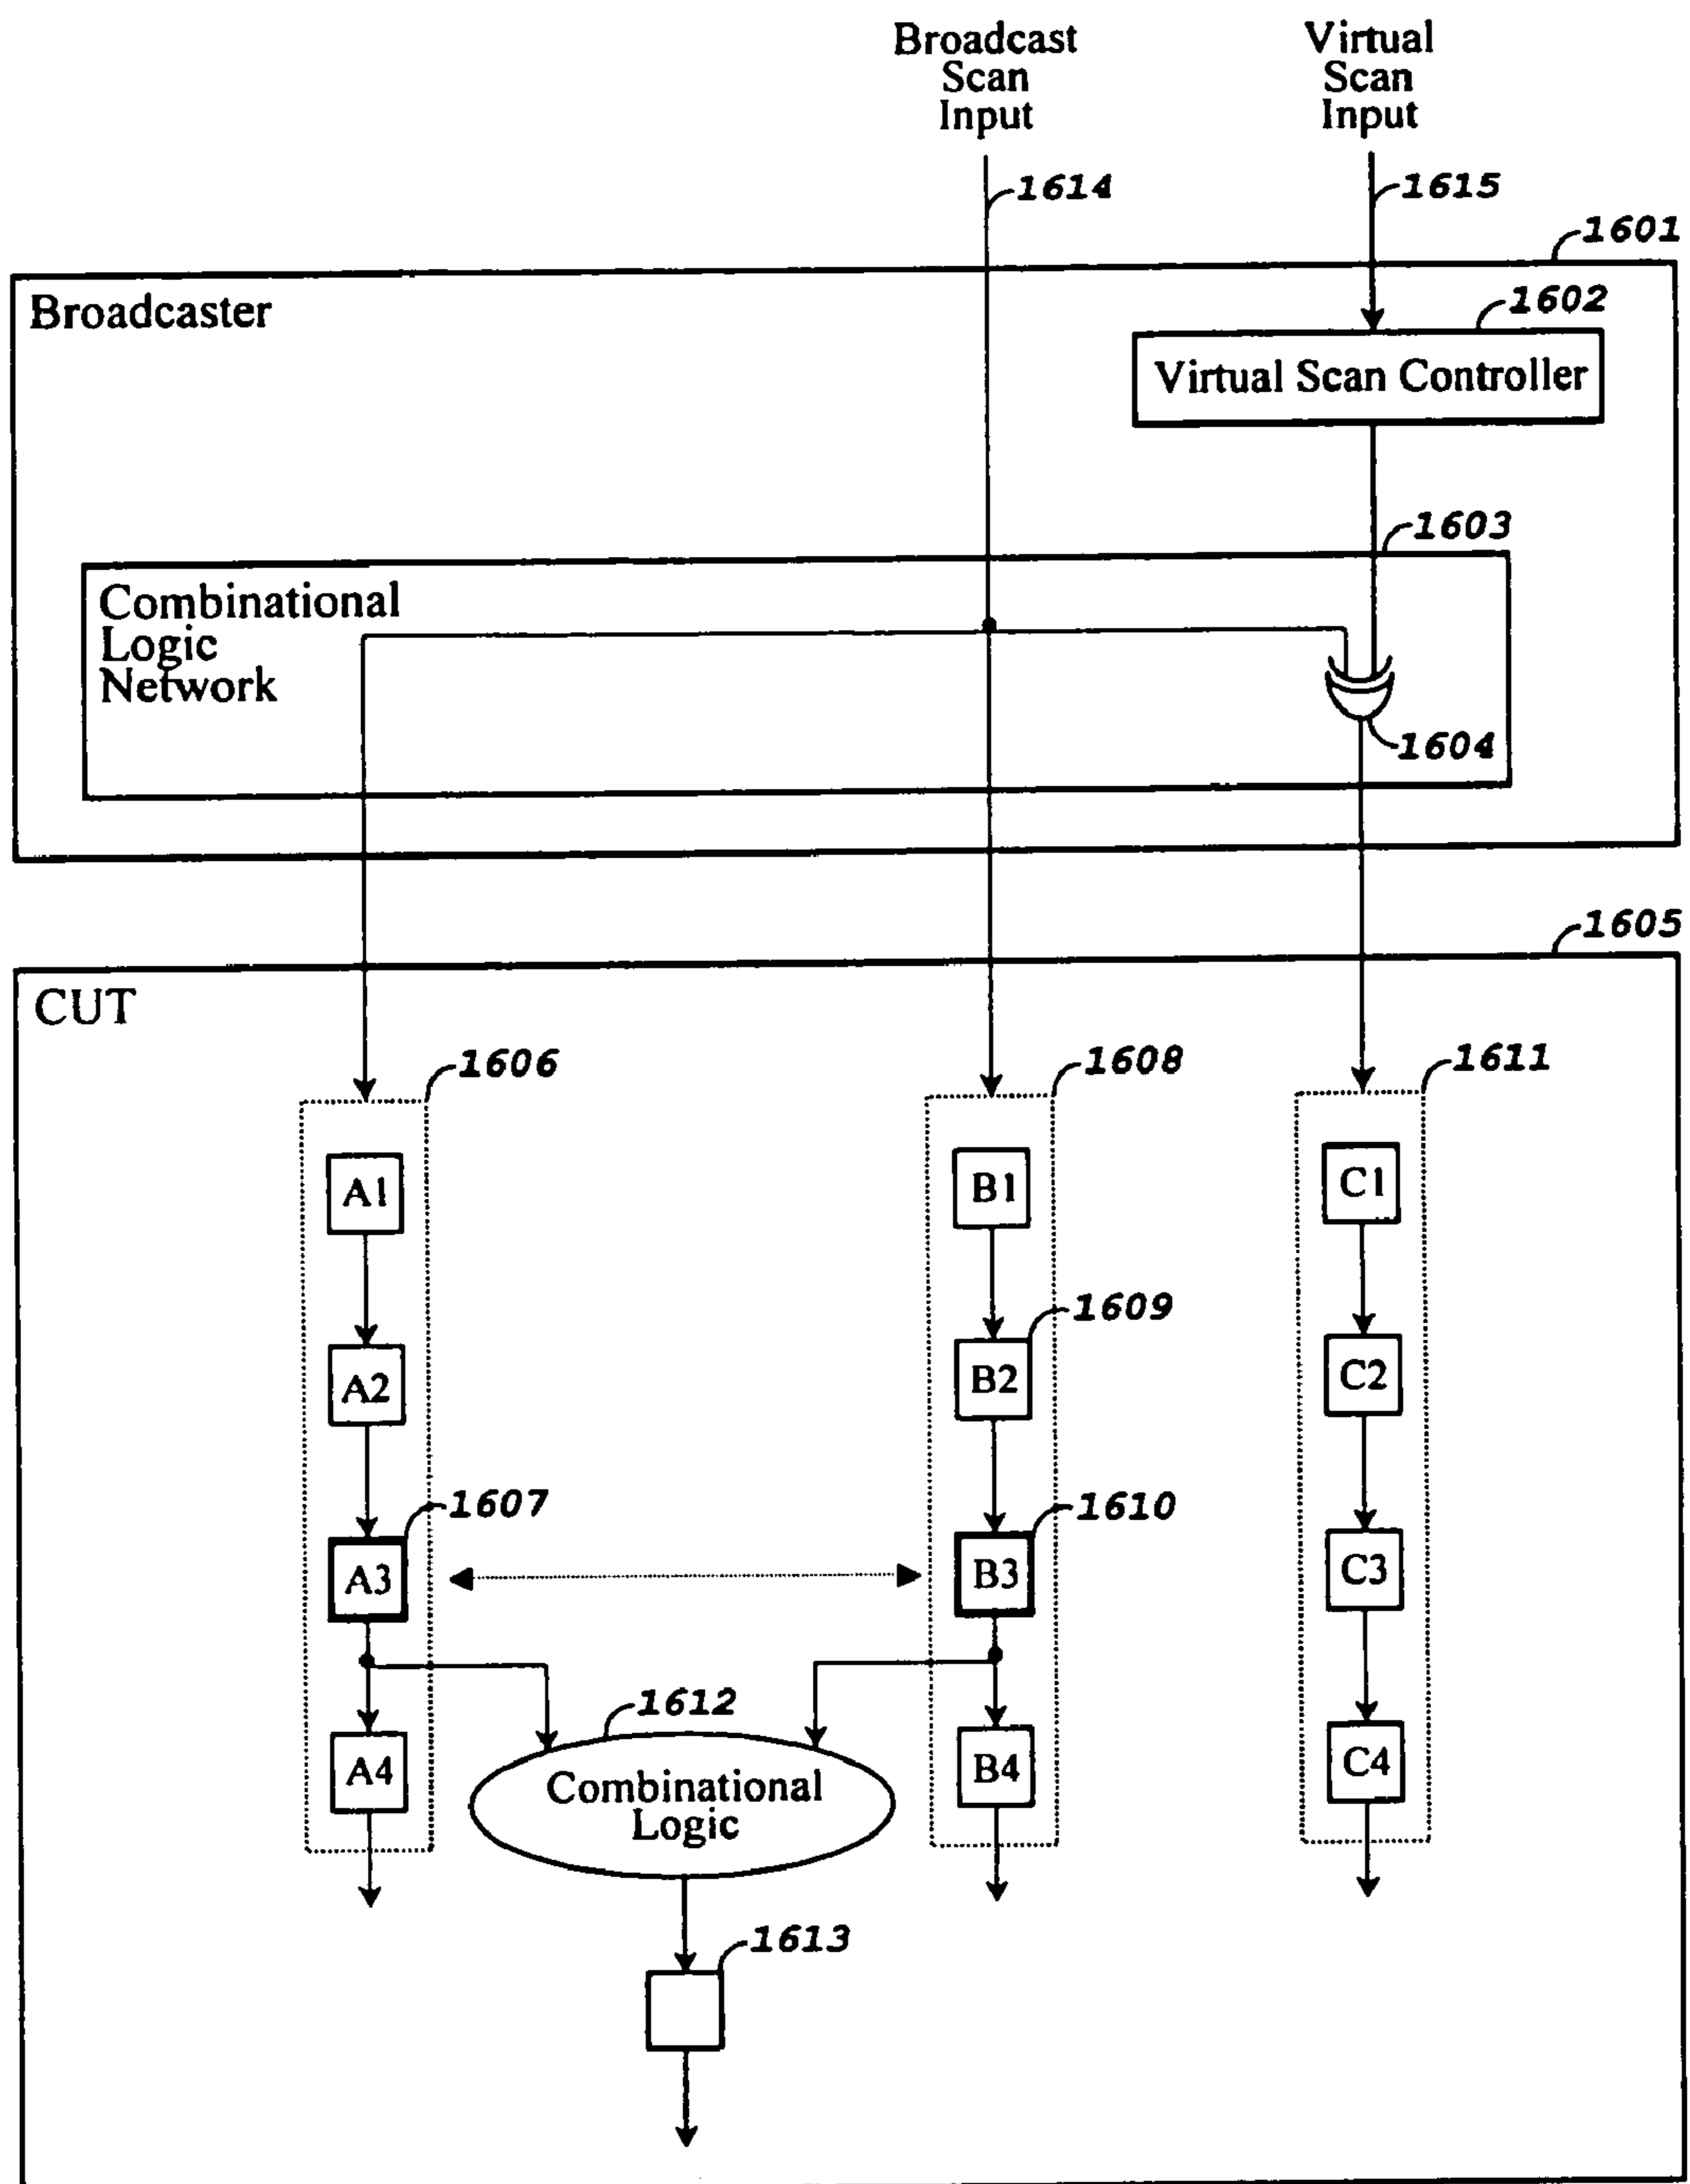 Broadcast
Scan
Input
Virtual
Scan
Input
1614
1615
1601
Broadcaster
1602
Virtual Scan Controller
1603
Combinational
Logic
Network
1604
1605
CUT
1606
1608
1611
A1
B1
C1
1609
A2
B2
C2
1607
1610
A3
B3
C3
1612
A4
Combinational
Logic
B4
C4
1613